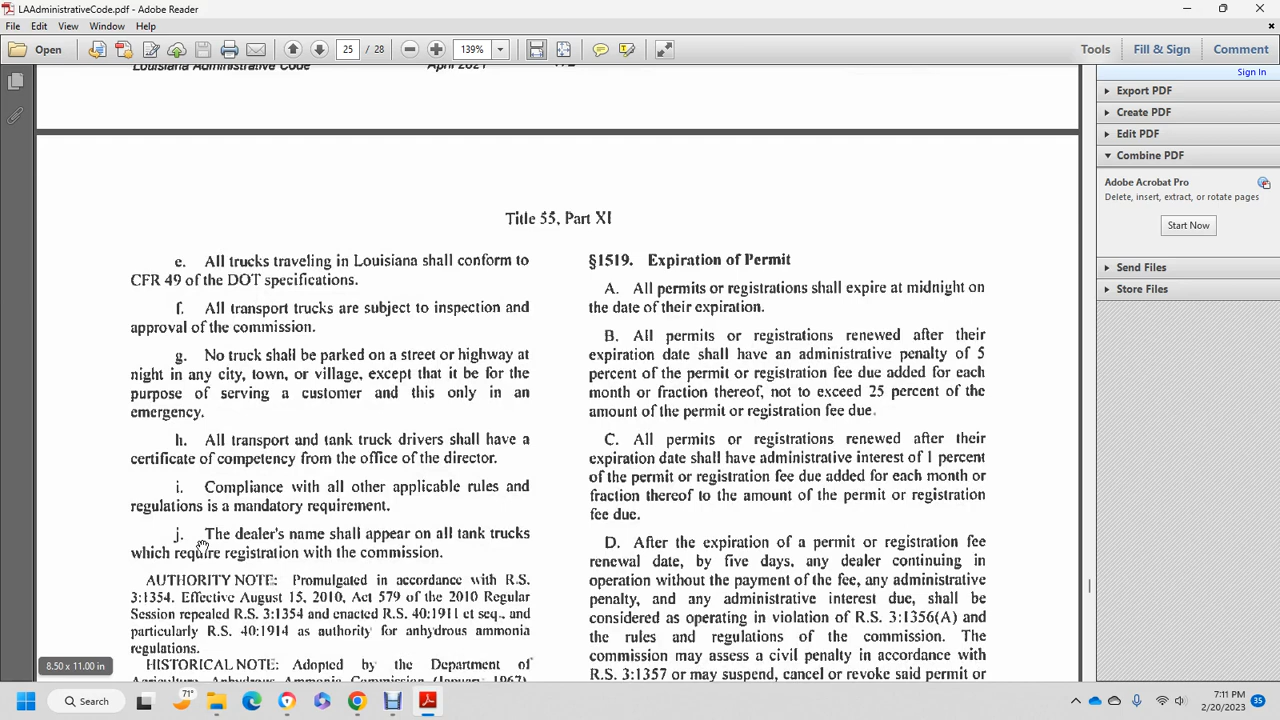 LAAdministrativeCode.pdf - Adobe Reader
File Edit View Window Help
Open
25 / 28
139%
Tools
Fill & Sign
Comment
Sign In
Export PDF
Create PDF
Edit PDF
Combine PDF
Adobe Acrobat Pro
Delete, insert, extract, or rotate pages
Start Now
Send Files
Store Files
Louisiana Administrative Code April 2021
Title 55, Part XI
e. All trucks traveling in Louisiana shall conform to
CFR 49 of the DOT specifications.
f. All transport trucks are subject to inspection and
approval of the commission.
g. No truck shall be parked on a street or highway at
night in any city, town, or village, except that it be for the
purpose of serving a customer and this only in an
emergency.
h. All transport and tank truck drivers shall have a
certificate of competency from the office of the director.
i. Compliance with all other applicable rules and
regulations is a mandatory requirement.
j. The dealer's name shall appear on all tank trucks
which require registration with the commission.
AUTHORITY NOTE: Promulgated in accordance with R.S.
3:1354. Effective August 15, 2010, Act 579 of the 2010 Regular
Session repealed R.S. 3:1354 and enacted R.S. 40:1911 et seq., and
particularly R.S. 40:1914 as authority for anhydrous ammonia
regulations.
HISTORICAL NOTE: Adopted by the Department of
Agriculture, Anhydrous Ammonia Commission (January 1967),
§1519. Expiration of Permit
A. All permits or registrations shall expire at midnight on
the date of their expiration.
B. All permits or registrations renewed after their
expiration date shall have an administrative penalty of 5
percent of the permit or registration fee due added for each
month or fraction thereof, not to exceed 25 percent of the
amount of the permit or registration fee due.
C. All permits or registrations renewed after their
expiration date shall have administrative interest of 1 percent
of the permit or registration fee due added for each month or
fraction thereof to the amount of the permit or registration
fee due.
D. After the expiration of a permit or registration fee
renewal date, by five days, any dealer continuing in
operation without the payment of the fee, any administrative
penalty, and any administrative interest due, shall be
considered as operating in violation of R.S. 3:1356(A) and
the rules and regulations of the commission. The
commission may assess a civil penalty in accordance with
R.S. 3:1357 or may suspend, cancel or revoke said permit or
8.50 x 11.00 in
Search
71°
7:11 PM
2/20/2023
35